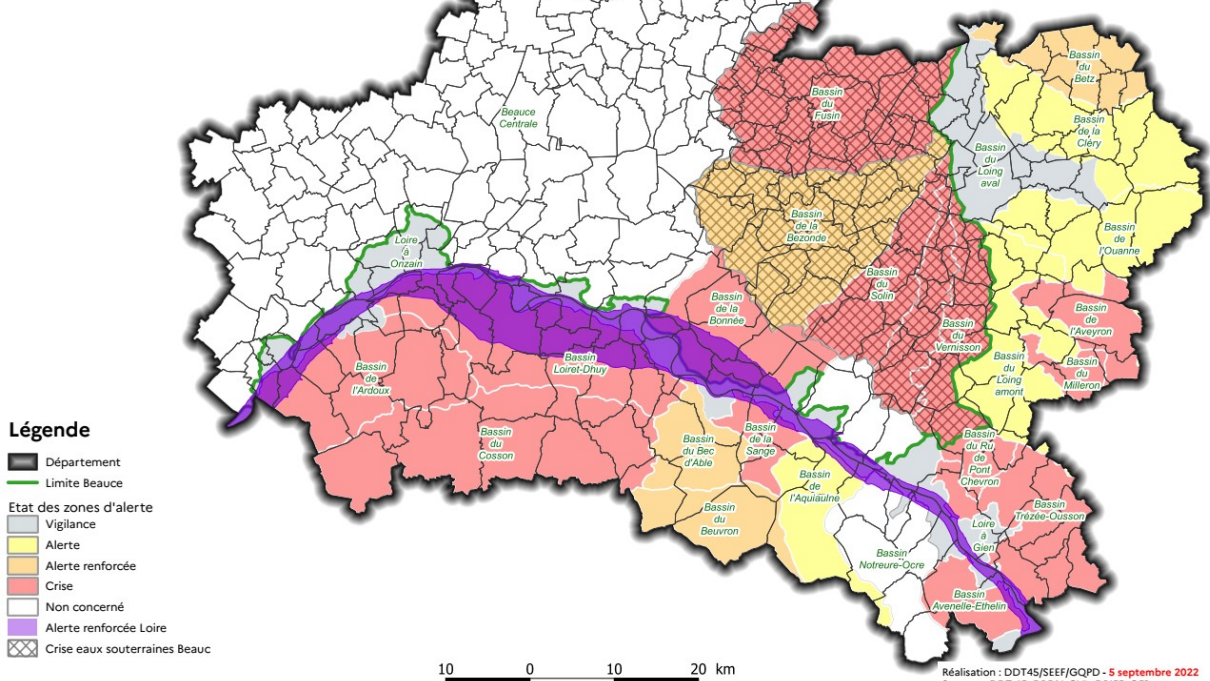 Bassin
du
Betz
Bassin
du
Fusin
Beauce
Centrale
Bassin
de la
Cléry
Bassin
du
Loing
aval
Bassin
de la
Bezonde
Bassin
de
l'Ouanne
Loire
à
Onzain
Bassin
du
Solin
Bassin
de la
Bonnée
Bassin
de
l'Aveyron
Bassin
du
Vernisson
Bassin
Loiret-Dhuy
Bassin
de
l'Ardoux
Bassin
du
Loing
amont
Bassin
du
Milleron
Bassin
du
Cosson
Bassin
du Bec
d'Able
Bassin
de la
Sange
Bassin
du Ru
de
Pont
Chevron
Bassin
de
l'Aquiaulne
Bassin
du
Beuvron
Bassin
Trézée-Ousson
Loire
à
Gien
Bassin
Notreure-Ocre
Bassin
Avenelle-Ethelin
Légende
Département
Limite Beauce
Etat des zones d'alerte
Vigilance
Alerte
Alerte renforcée
Crise
Non concerné
Alerte renforcée Loire
Crise eaux souterraines Beauc
10 0 10 20 km
Réalisation : DDT45/SEEF/GQPD - 5 septembre 2022